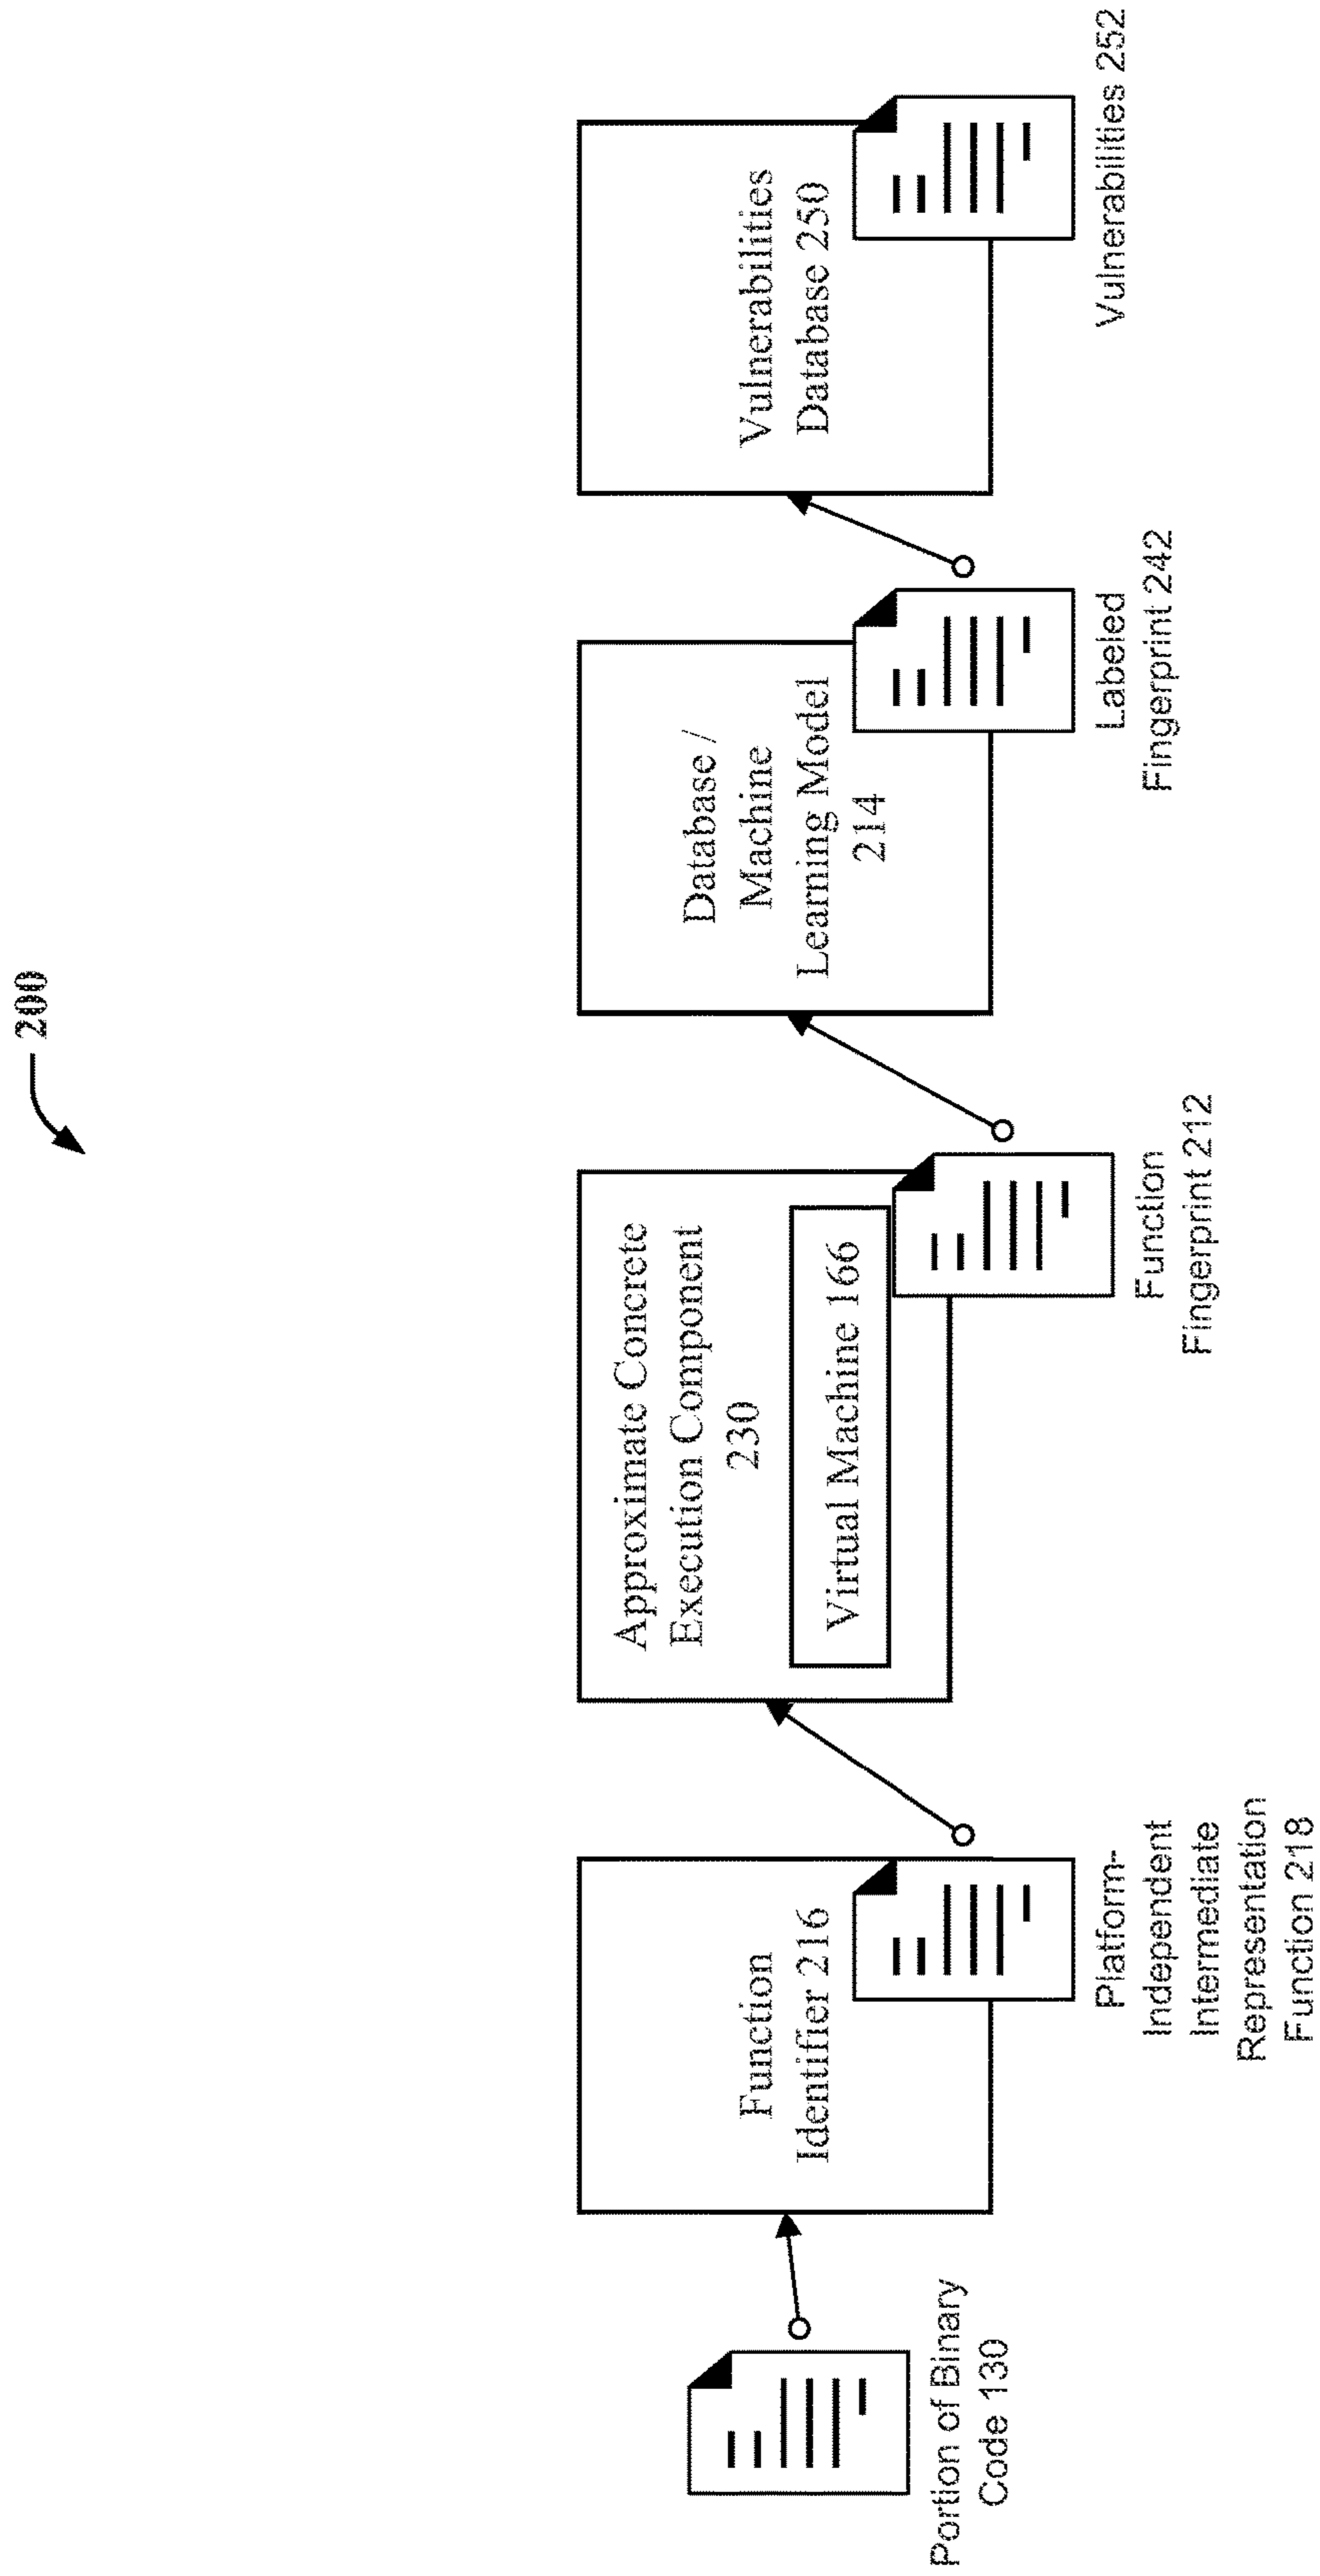 200
Portion of Binary
Code 130
Function
Identifier 216
Platform-
Independent
Intermediate
Representation
Function 218
Approximate Concrete
Execution Component
230
Virtual Machine 166
Function
Fingerprint 212
Database /
Machine
Learning Model
214
Labeled
Fingerprint 242
Vulnerabilities
Database 250
Vulnerabilities 252